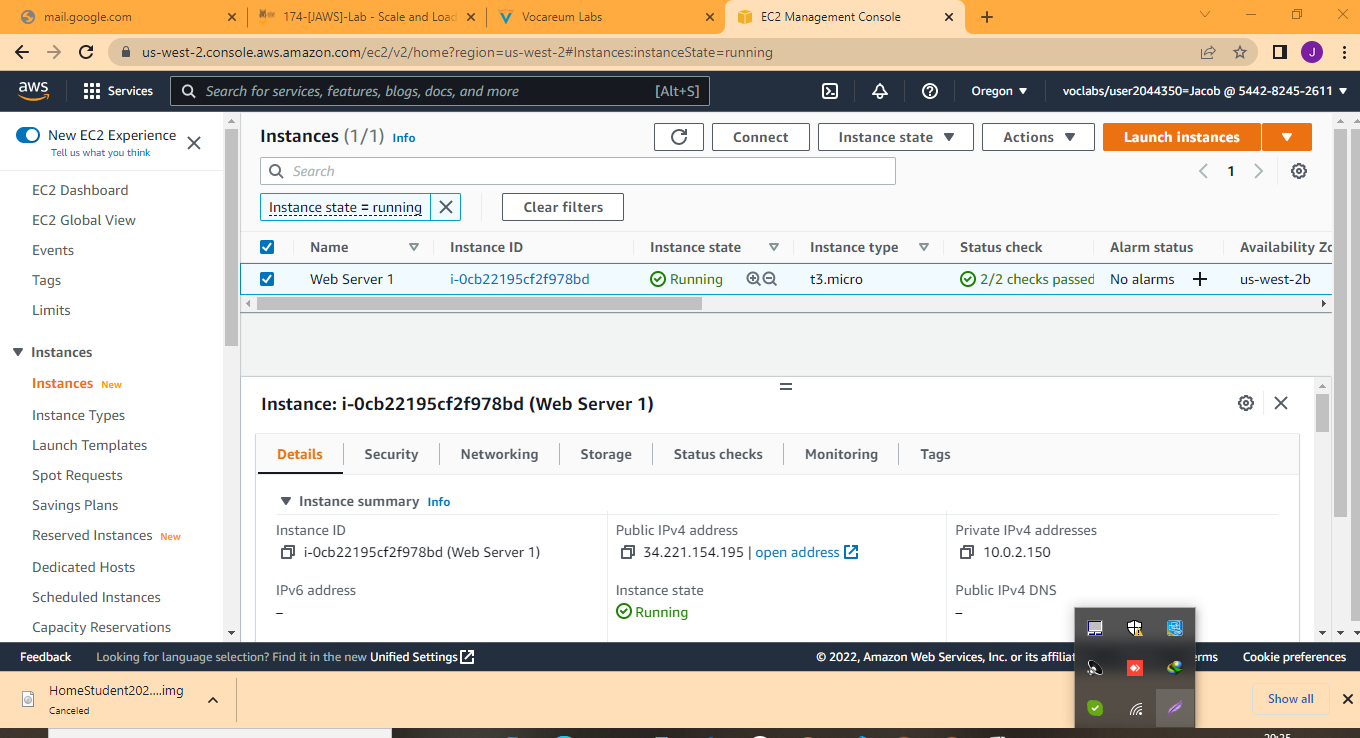 mail.google.com
174-[JAWS]-Lab - Scale and Load
Vocareum Labs
EC2 Management Console
us-west-2.console.aws.amazon.com/ec2/v2/home?region=us-west-2#Instances:instanceState=running
J
aws
Services
Search for services, features, blogs, docs, and more
[Alt+S]
Oregon
voclabs/user2044350=Jacob @ 5442-8245-2611
New EC2 Experience
Tell us what you think
EC2 Dashboard
EC2 Global View
Events
Tags
Limits
Instances
Instances New
Instance Types
Launch Templates
Spot Requests
Savings Plans
Reserved Instances New
Dedicated Hosts
Scheduled Instances
Capacity Reservations
Instances (1/1) Info
Connect
Instance state
Actions
Launch instances
Search
1
Instance state = running
Clear filters
Name Instance ID Instance state Instance type Status check Alarm status Availability Zo
Web Server 1 i-0cb22195cf2f978bd Running t3.micro 2/2 checks passed No alarms us-west-2b
Instance: i-0cb22195cf2f978bd (Web Server 1)
Details Security Networking Storage Status checks Monitoring Tags
Instance summary Info
Instance ID
i-0cb22195cf2f978bd (Web Server 1)
Public IPv4 address
34.221.154.195 | open address
Private IPv4 addresses
10.0.2.150
IPv6 address
–
Instance state
Running
Public IPv4 DNS
–
Feedback
Looking for language selection? Find it in the new Unified Settings
© 2022, Amazon Web Services, Inc. or its affiliat
erms
Cookie preferences
HomeStudent202....img
Canceled
Show all